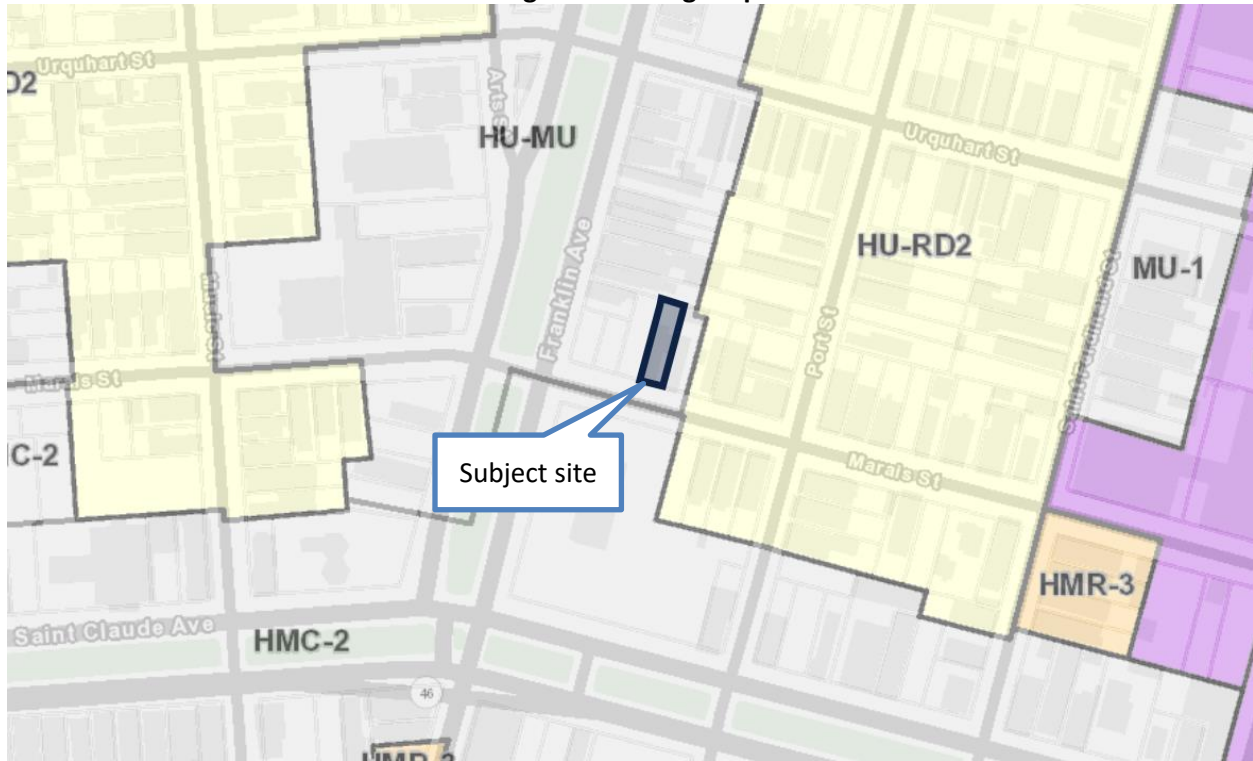 Urquhart St
D2
Arts St
HU-MU
Urquhart St
HU-RD2
MU-1
Franklin Ave
Port St
Marais St
C-2
Subject site
Marais St
HMR-3
Saint Claude Ave
HMC-2
46